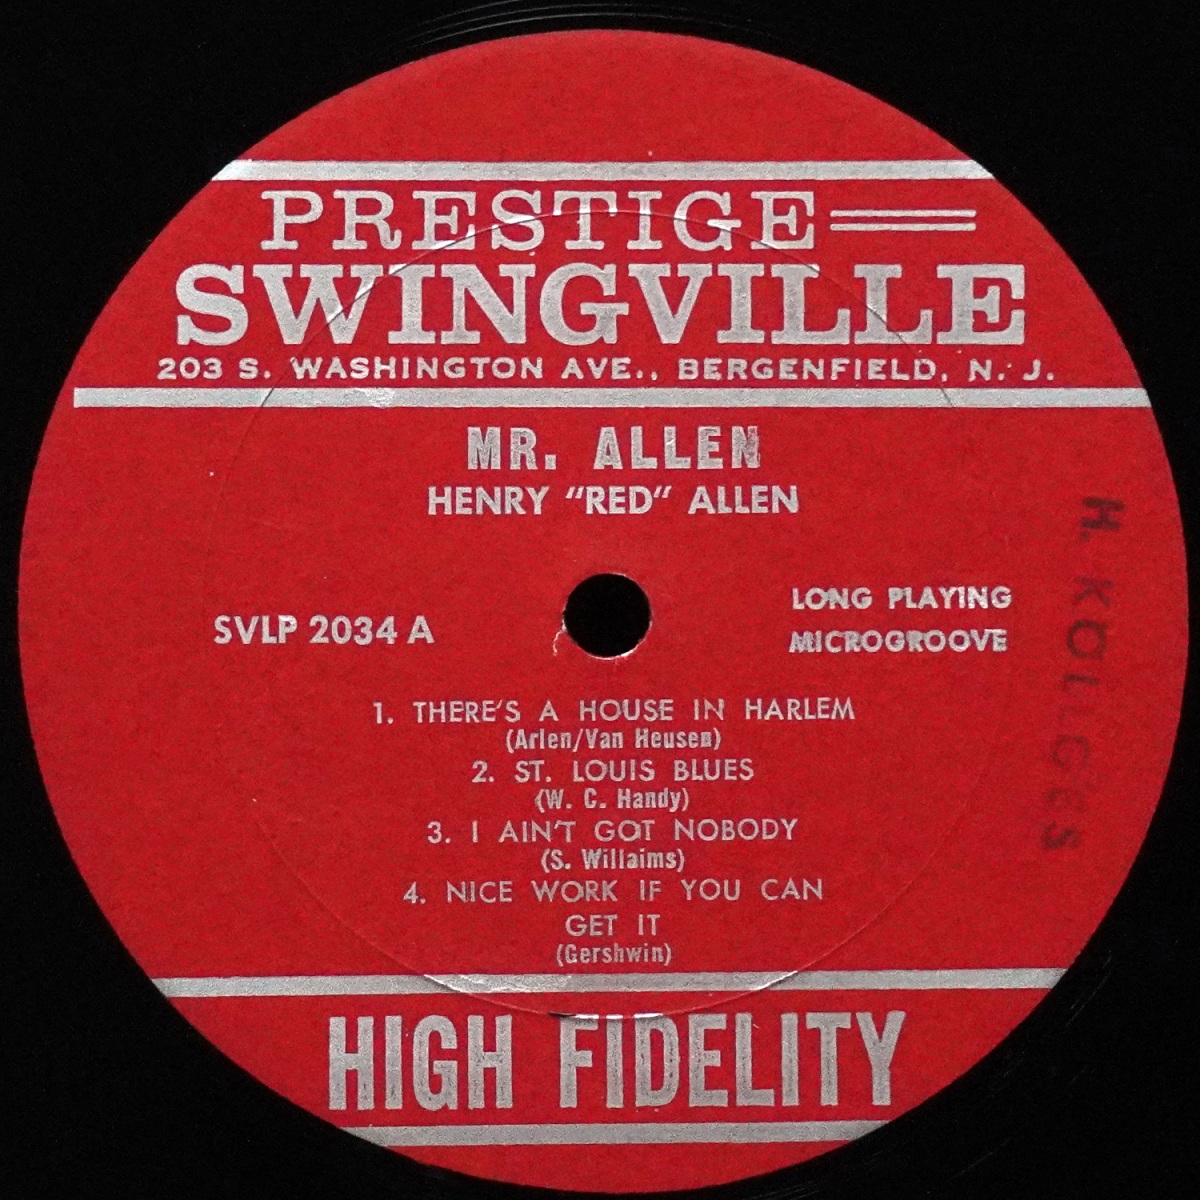 PRESTIGE
SWINGVILLE
203 S. WASHINGTON AVE., BERGENFIELD, N. J.
MR. ALLEN
HENRY "RED" ALLEN
SVLP 2034 A
LONG PLAYING
MICROGROOVE
1. THERE'S A HOUSE IN HARLEM
(Arlen/Van Heusen)
2. ST. LOUIS BLUES
(W. C. Handy)
3. I AIN'T GOT NOBODY
(S. Willaims)
4. NICE WORK IF YOU CAN
GET IT
(Gershwin)
HIGH FIDELITY
H.